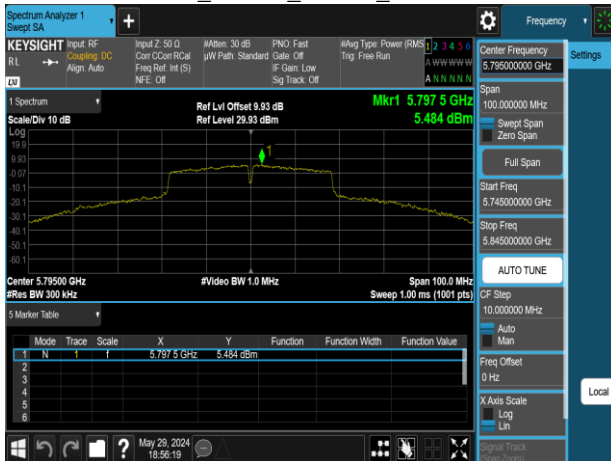 Spectrum Analyzer 1
Swept SA
+
Frequency
KEYSIGHT Input: RF
RL
Coupling: DC
Align: Auto
LXI
Input Z: 50 Ω
Corr CCorr RCal
Freq Ref: Int (S)
NFE: Off
#Atten: 30 dB
µW Path: Standard
PNO: Fast
Gate: Off
IF Gain: Low
Sig Track: Off
#Avg Type: Power (RMS
Trig: Free Run
1 2 3 4 5 6
A W W W W W
A N N N N N
1 Spectrum
Scale/Div 10 dB
Ref Lvl Offset 9.93 dB
Ref Level 29.93 dBm
Mkr1 5.797 5 GHz
5.484 dBm
Log
19.9
9.93
-0.07
-10.1
-20.1
-30.1
-40.1
-50.1
-60.1
1
Center 5.79500 GHz
#Res BW 300 kHz
#Video BW 1.0 MHz
Span 100.0 MHz
Sweep 1.00 ms (1001 pts)
5 Marker Table
Mode Trace Scale X Y Function Function Width Function Value
1 N 1 f 5.797 5 GHz 5.484 dBm
2
3
4
5
6
?
May 29, 2024
18:56:19
Center Frequency
5.795000000 GHz
Span
100.000000 MHz
Swept Span
Zero Span
Full Span
Start Freq
5.745000000 GHz
Stop Freq
5.845000000 GHz
AUTO TUNE
CF Step
10.000000 MHz
Auto
Man
Freq Offset
0 Hz
X Axis Scale
Log
Lin
Signal Track
(Span Zoom)
Settings
Local